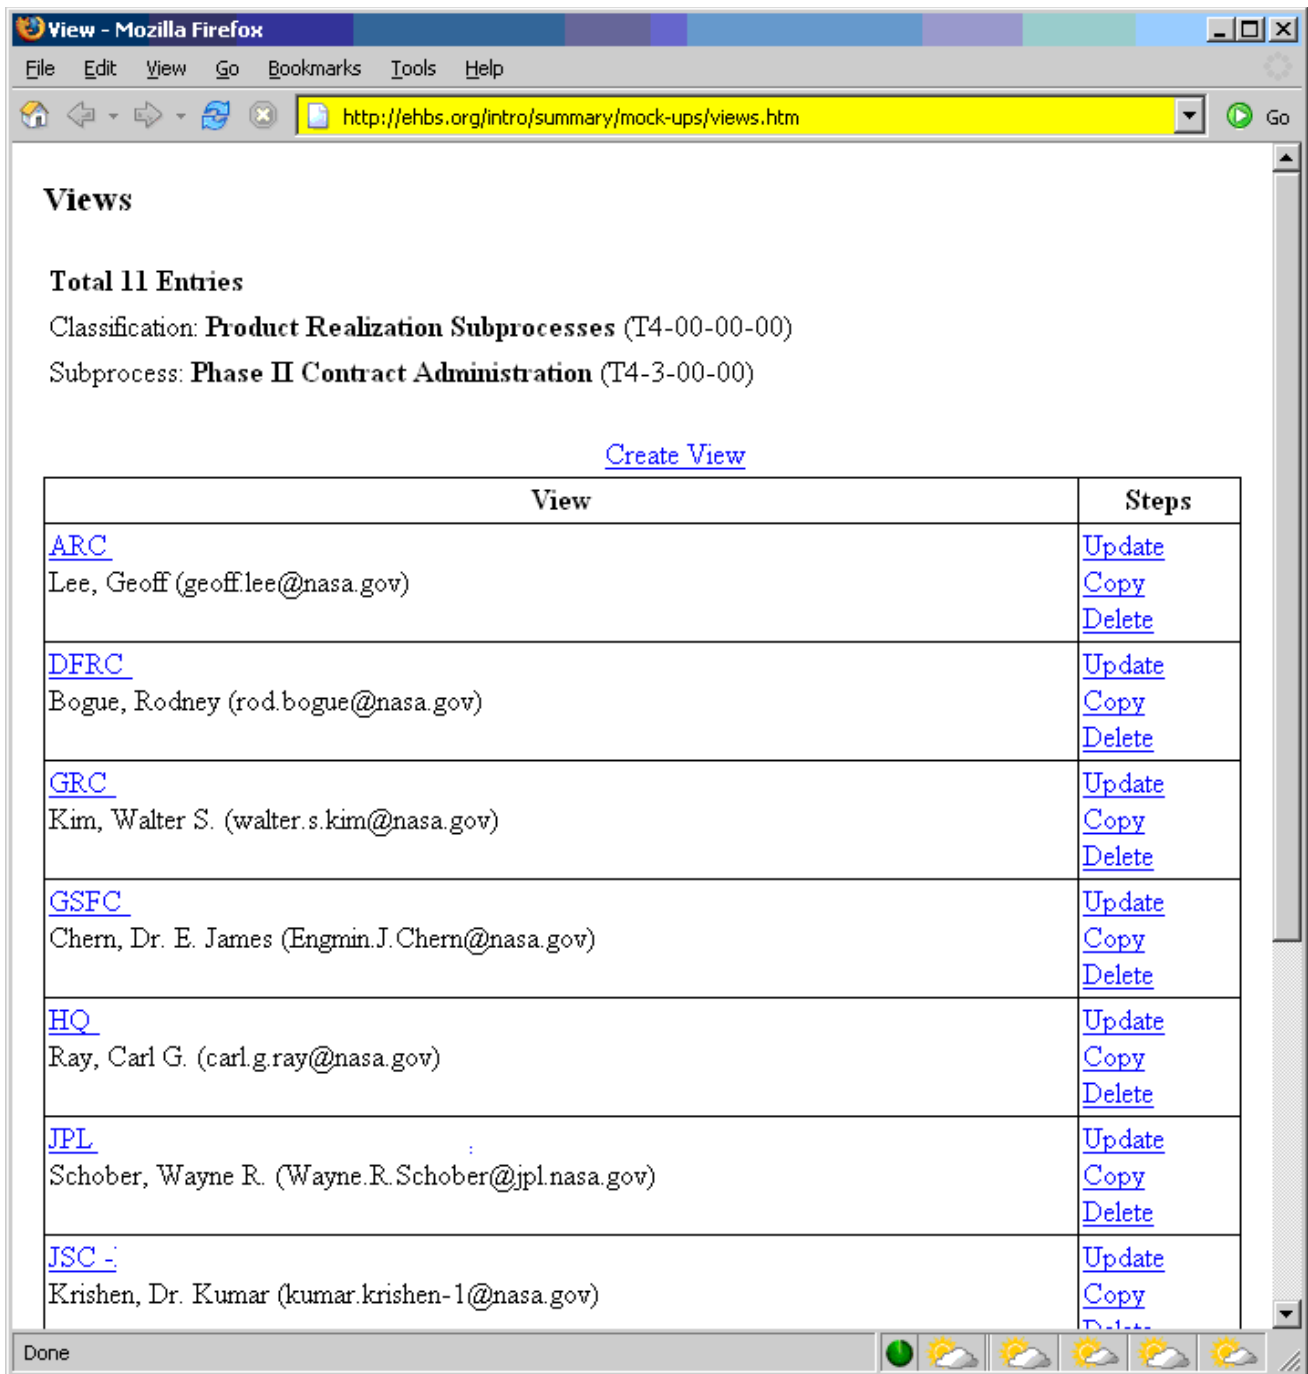 View - Mozilla Firefox
File Edit View Go Bookmarks Tools Help
http://ehbs.org/intro/summary/mock-ups/views.htm Go
Views
Total 11 Entries
Classification: Product Realization Subprocesses (T4-00-00-00)
Subprocess: Phase II Contract Administration (T4-3-00-00)
Create View
View Steps
ARC Update
Lee, Geoff (geoff.lee@nasa.gov) Copy
Delete
DFRC Update
Bogue, Rodney (rod.bogue@nasa.gov) Copy
Delete
GRC Update
Kim, Walter S. (walter.s.kim@nasa.gov) Copy
Delete
GSFC Update
Chern, Dr. E. James (Engmin.J.Chern@nasa.gov) Copy
Delete
HQ Update
Ray, Carl G. (carl.g.ray@nasa.gov) Copy
Delete
JPL Update
Schober, Wayne R. (Wayne.R.Schober@jpl.nasa.gov) Copy
Delete
JSC - Update
Krishen, Dr. Kumar (kumar.krishen-1@nasa.gov) Copy
Delete
Done